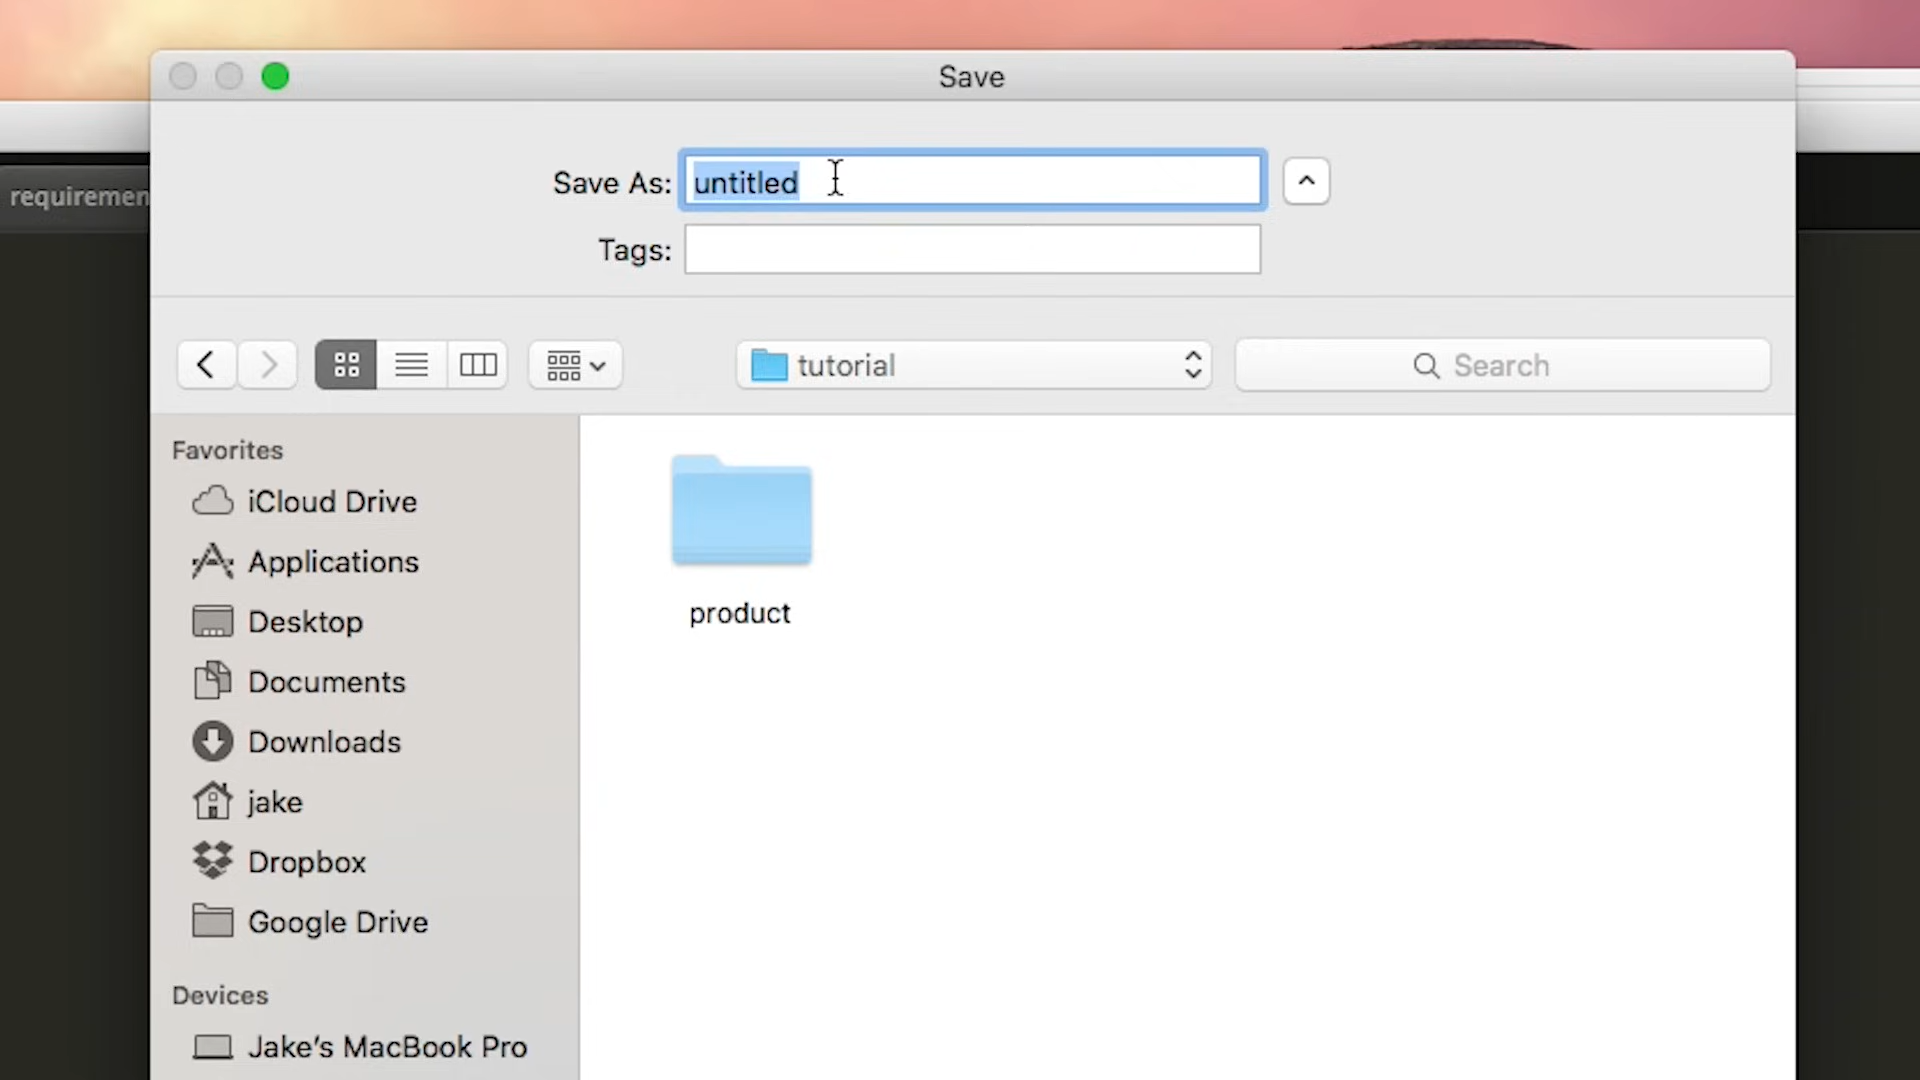 Save
requiremen
Save As: untitled
Tags:
tutorial
Search
Favorites
iCloud Drive
Applications
Desktop
Documents
Downloads
jake
Dropbox
Google Drive
Devices
Jake’s MacBook Pro
product